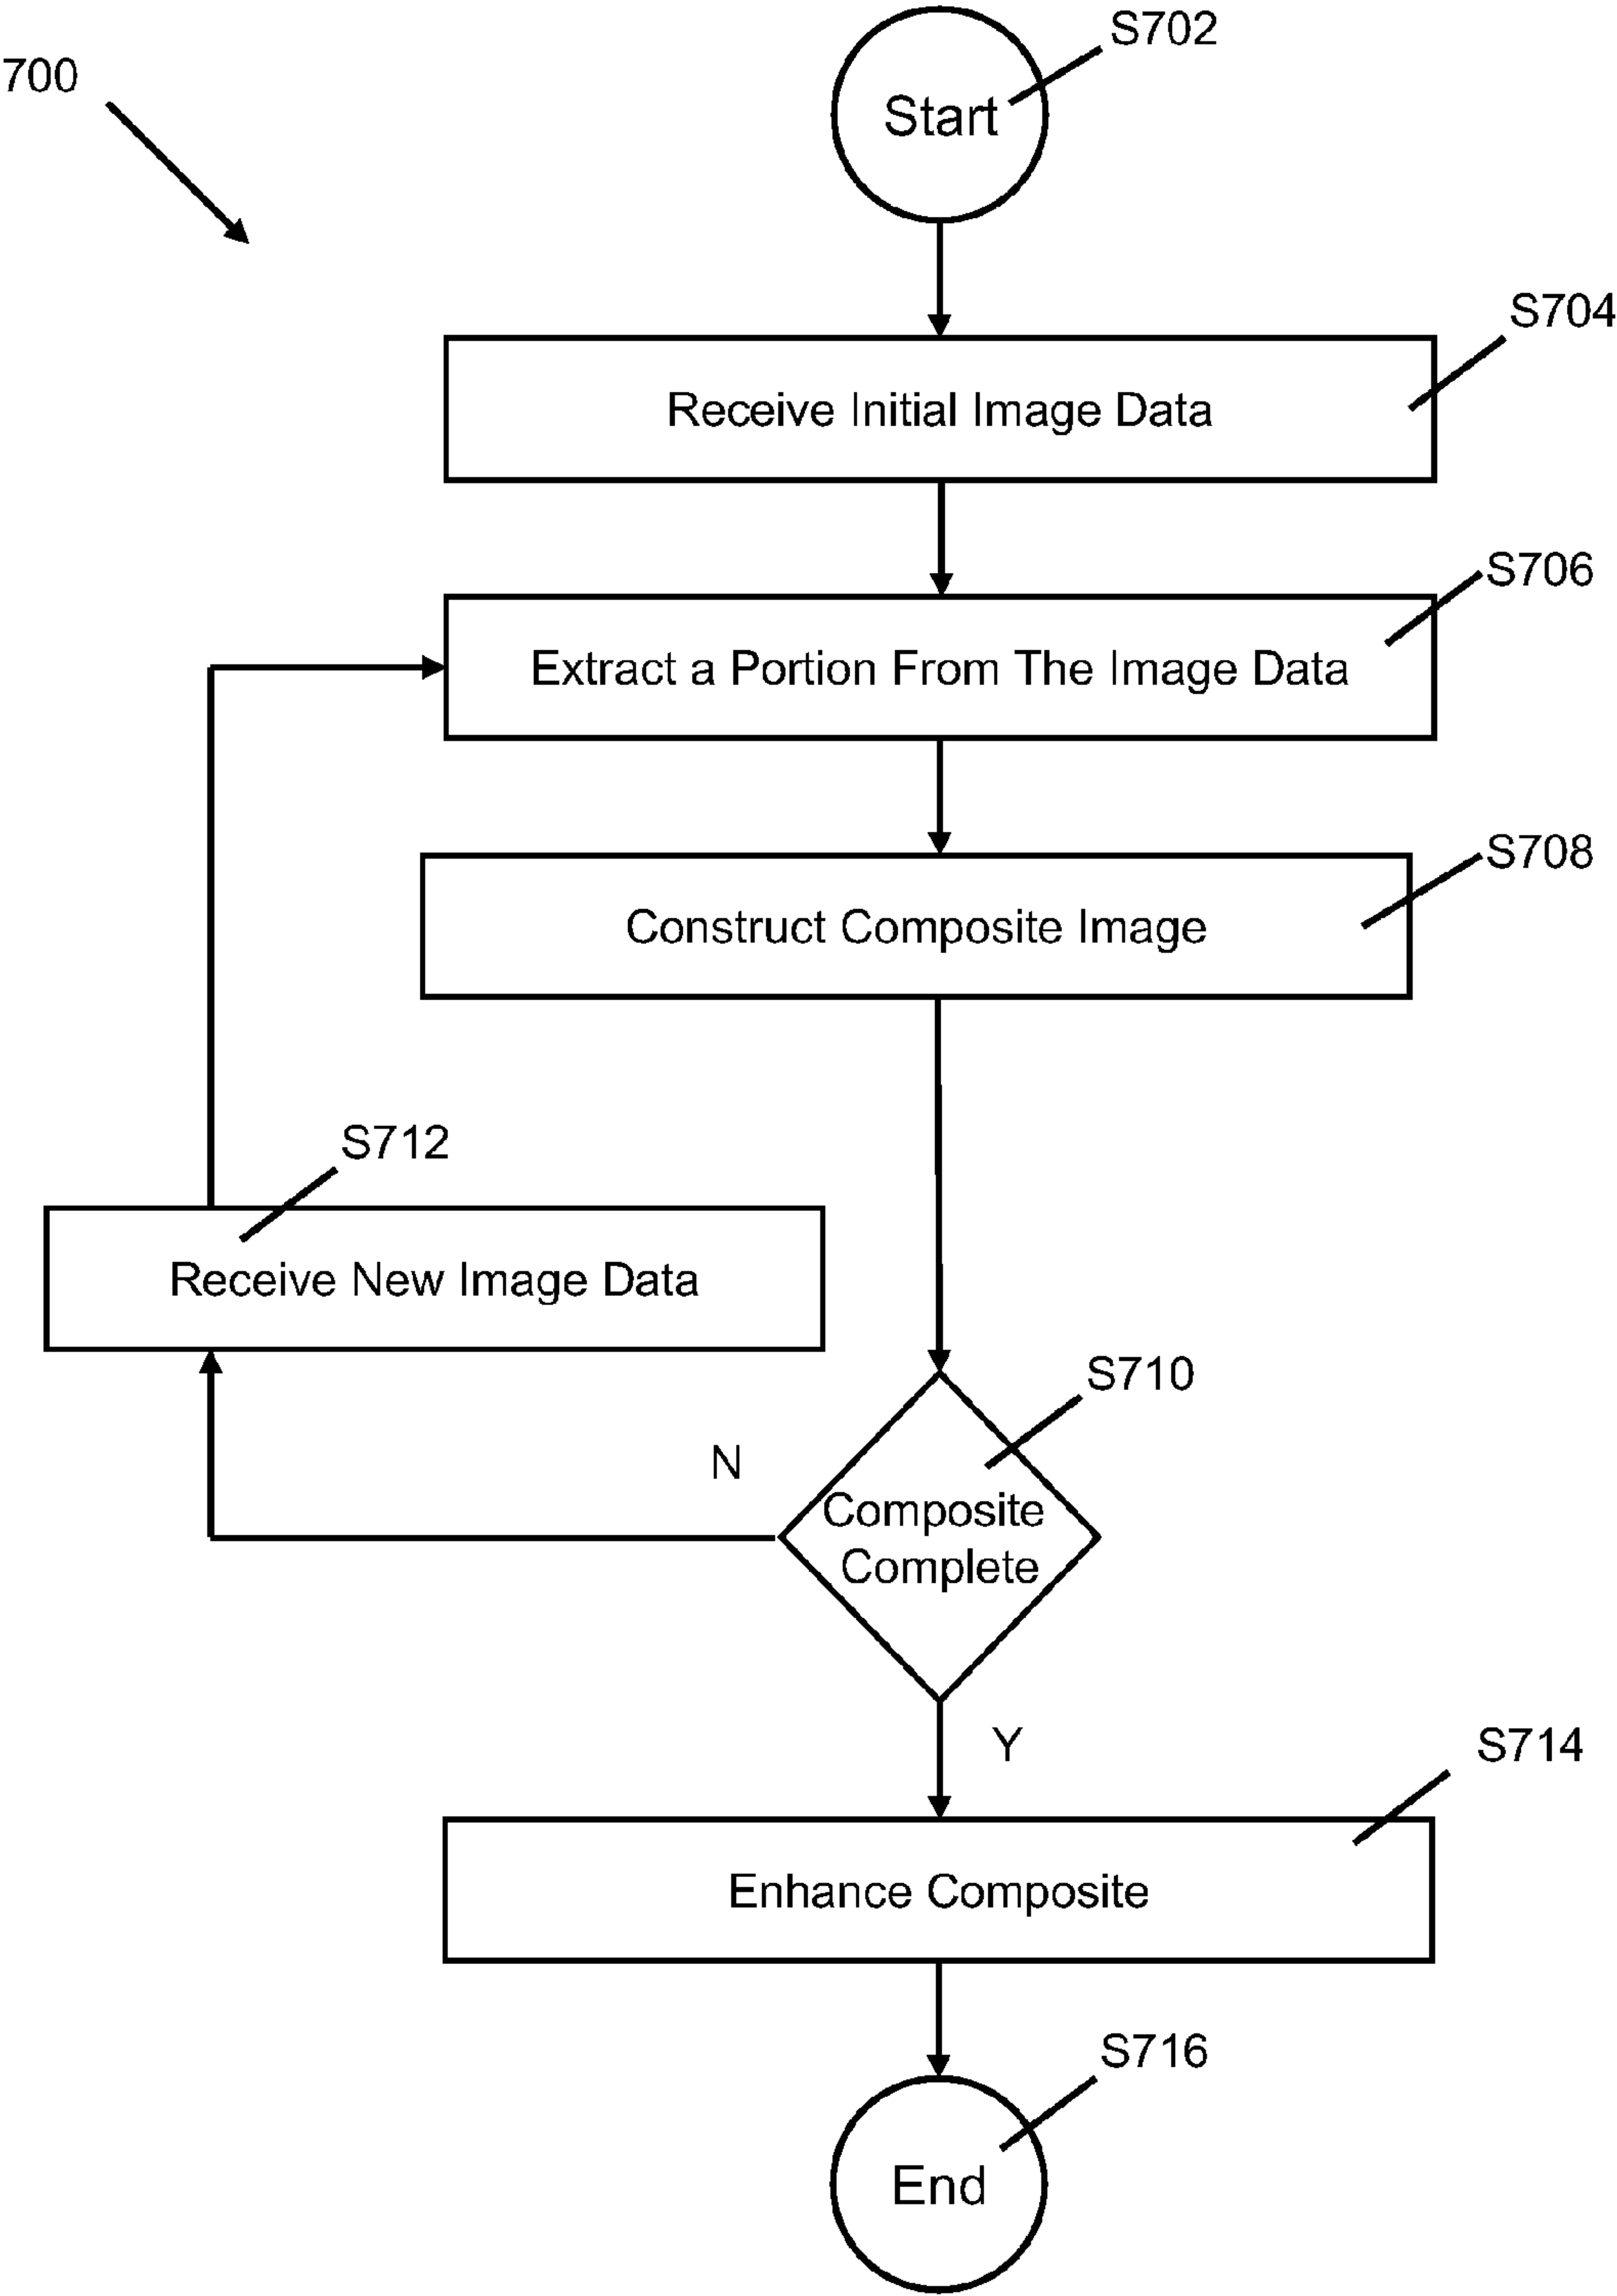 S702
700
Start
S704
Receive Initial Image Data
S706
Extract a Portion From The Image Data
S708
Construct Composite Image
S712
Receive New Image Data
S710
N
Composite
Complete
Y
S714
Enhance Composite
S716
End